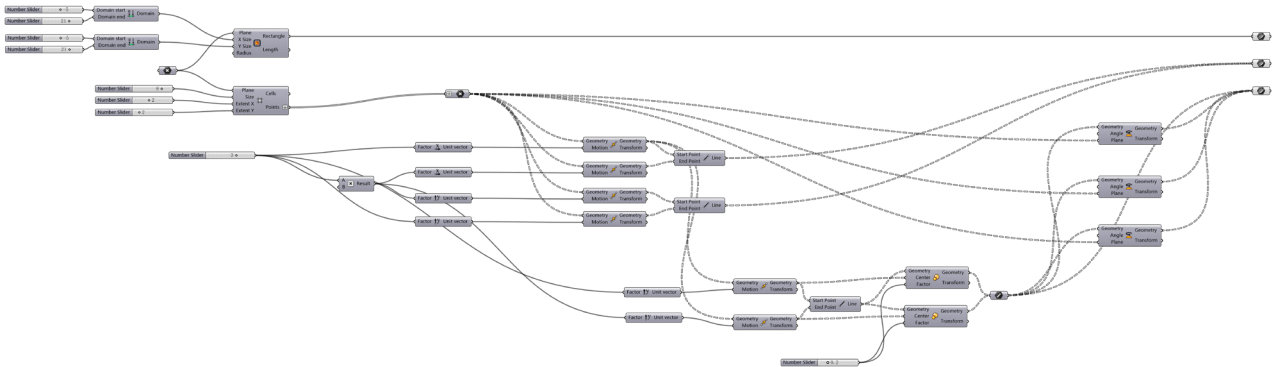 Number Slider
Number Slider
Domain start
Domain end
Domain
Number Slider
Number Slider
Domain start
Domain end
Domain
Plane
X Size
Y Size
Radius
Rectangle
Length
Number Slider
Number Slider
Number Slider
Plane
Size
Extent X
Extent Y
Cells
Points
Number Slider
A
B
Result
Factor Unit vector
Factor Unit vector
Factor Unit vector
Factor Unit vector
Geometry Geometry
Motion Transform
Geometry Geometry
Motion Transform
Geometry Geometry
Motion Transform
Geometry Geometry
Motion Transform
Start Point
End Point
Line
Start Point
End Point
Line
Geometry
Angle
Plane
Geometry
Transform
Geometry
Angle
Plane
Geometry
Transform
Geometry
Angle
Plane
Geometry
Transform
Factor Unit vector
Factor Unit vector
Geometry Geometry
Motion Transform
Geometry Geometry
Motion Transform
Start Point
End Point
Line
Geometry
Center
Factor
Geometry
Transform
Geometry
Center
Factor
Geometry
Transform
Number Slider